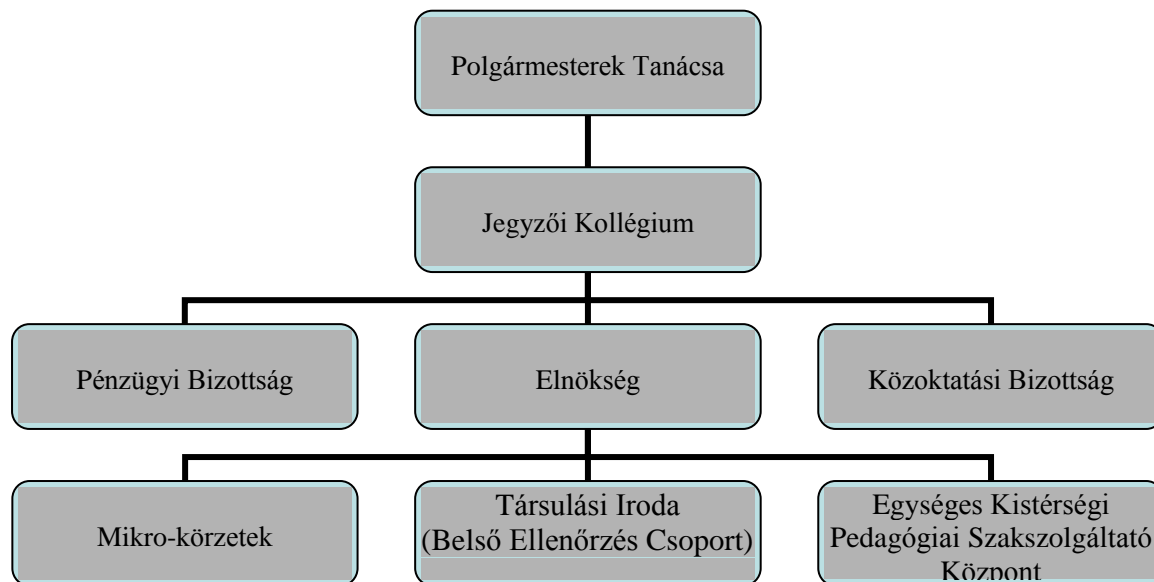 Polgármesterek Tanácsa
Jegyzői Kollégium
Pénzügyi Bizottság
Elnökség
Közoktatási Bizottság
Mikro-körzetek
Társulási Iroda
(Belső Ellenőrzés Csoport)
Egységes Kistérségi
Pedagógiai Szakszolgáltató
Központ